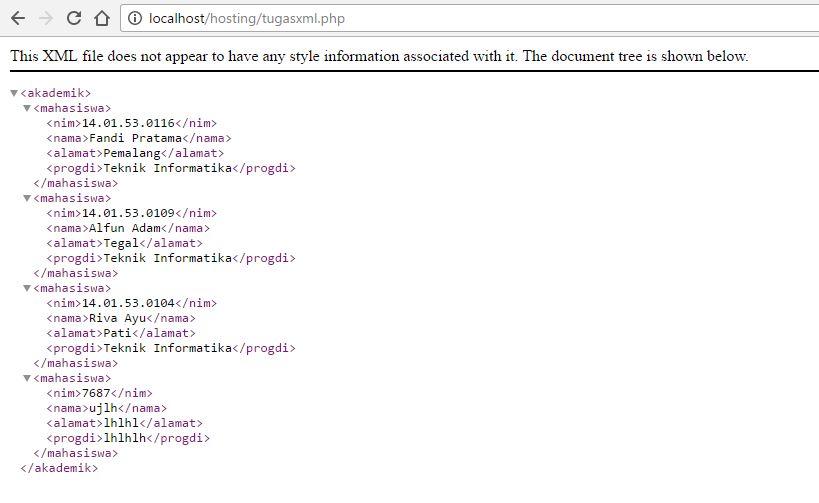 localhost/hosting/tugasxml.php
This XML file does not appear to have any style information associated with it. The document tree is shown below.
<akademik>
<mahasiswa>
<nim>14.01.53.0116</nim>
<nama>Fandi Pratama</nama>
<alamat>Pemalang</alamat>
<progdi>Teknik Informatika</progdi>
</mahasiswa>
<mahasiswa>
<nim>14.01.53.0109</nim>
<nama>Alfun Adam</nama>
<alamat>Tegal</alamat>
<progdi>Teknik Informatika</progdi>
</mahasiswa>
<mahasiswa>
<nim>14.01.53.0104</nim>
<nama>Riva Ayu</nama>
<alamat>Pati</alamat>
<progdi>Teknik Informatika</progdi>
</mahasiswa>
<mahasiswa>
<nim>7687</nim>
<nama>ujlh</nama>
<alamat>lhlhl</alamat>
<progdi>lhlhlh</progdi>
</mahasiswa>
</akademik>